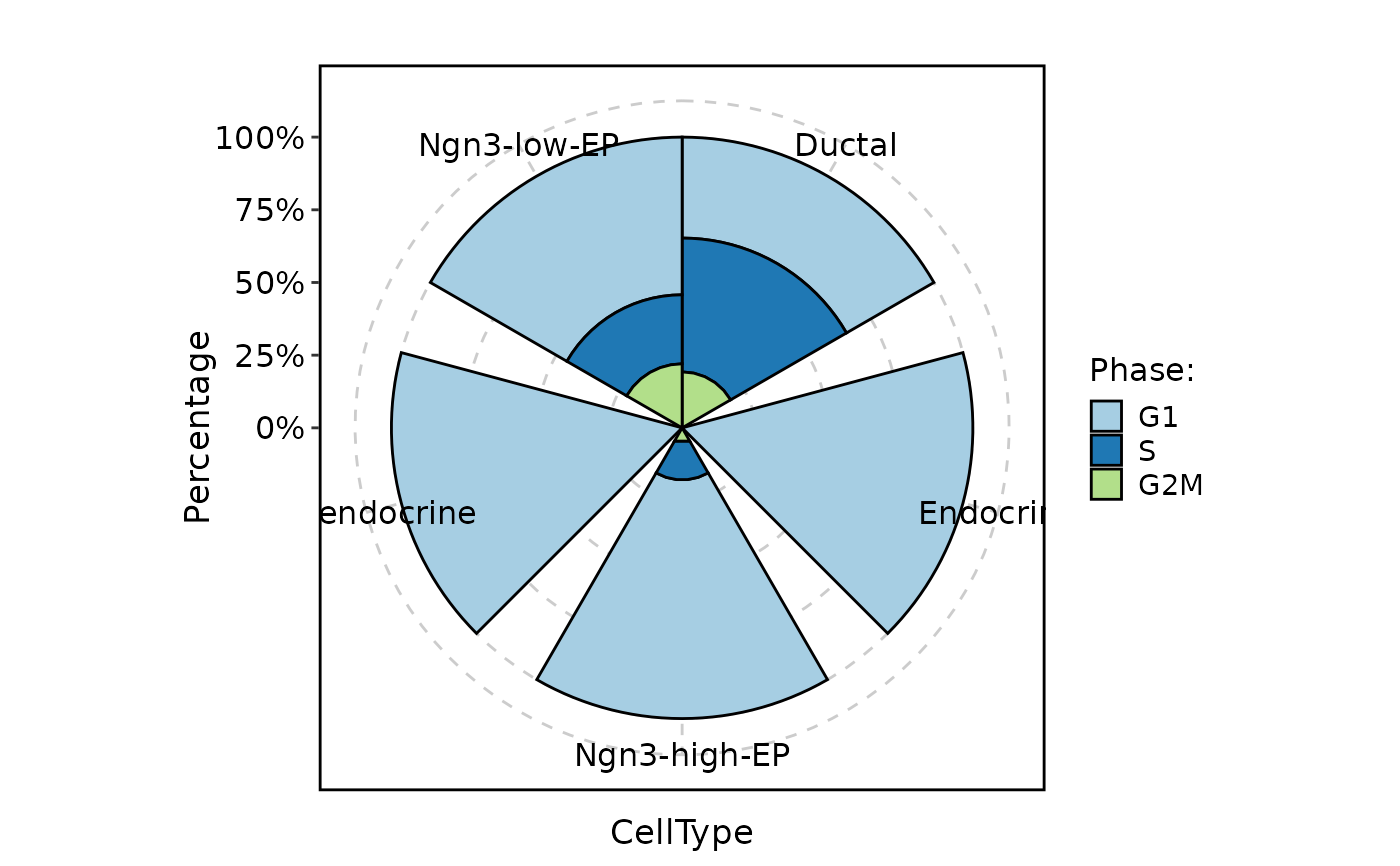 100%
75%
50%
25%
0%
Percentage
Ngn3-low-EP
Ductal
endocrine
Endocrin
Ngn3-high-EP
CellType
Phase:
G1
S
G2M